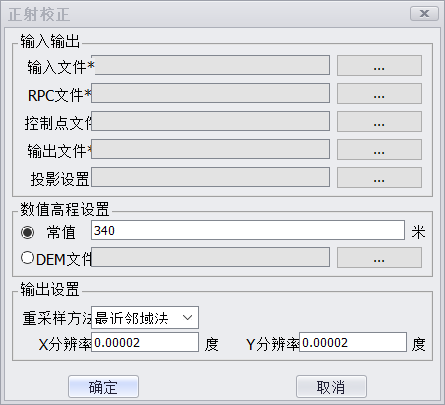 正射校正
输入输出
输入文件* ...
RPC文件* ...
控制点文件 ...
输出文件* ...
投影设置 ...
数值高程设置
常值 340 米
DEM文件 ...
输出设置
重采样方法 最近邻域法
X分辨率 0.00002 度 Y分辨率 0.00002 度
确定 取消